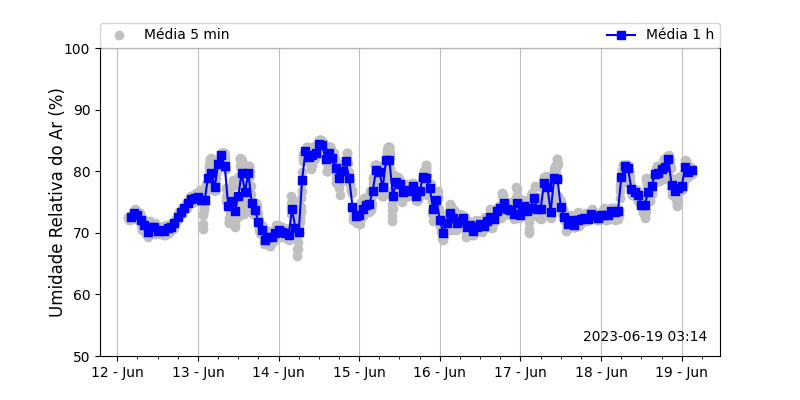 Média 5 min
Média 1 h
Umidade Relativa do Ar (%)
100
90
80
70
60
50
2023-06-19 03:14
12 - Jun
13 - Jun
14 - Jun
15 - Jun
16 - Jun
17 - Jun
18 - Jun
19 - Jun